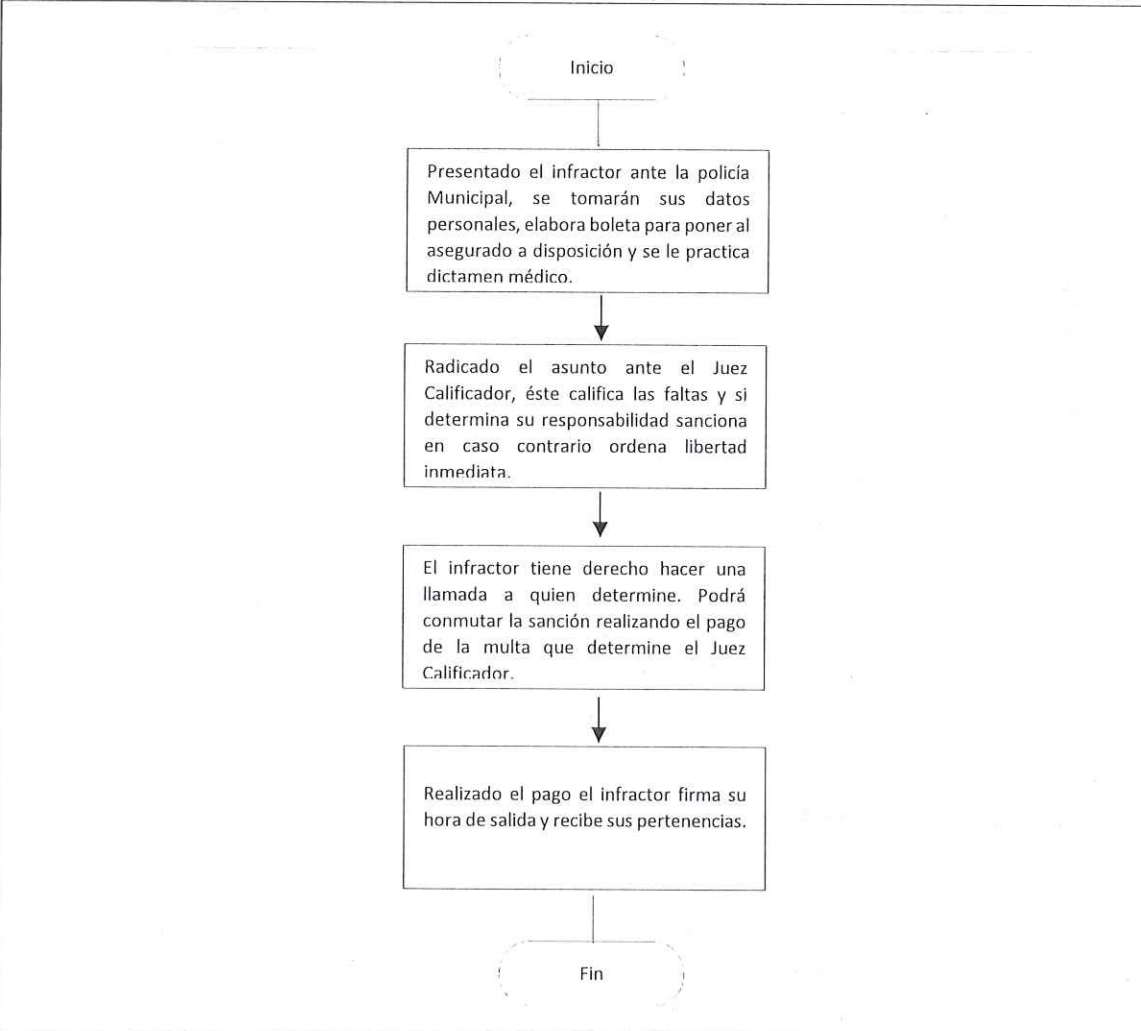 Inicio
Presentado el infractor ante la policía
Municipal, se tomarán sus datos
personales, elabora boleta para poner al
asegurado a disposición y se le practica
dictamen médico.
Radicado el asunto ante el Juez
Calificador, éste califica las faltas y si
determina su responsabilidad sanciona
en caso contrario ordena libertad
inmediata.
El infractor tiene derecho hacer una
llamada a quien determine. Podrá
conmutar la sanción realizando el pago
de la multa que determine el Juez
Calificador.
Realizado el pago el infractor firma su
hora de salida y recibe sus pertenencias.
Fin